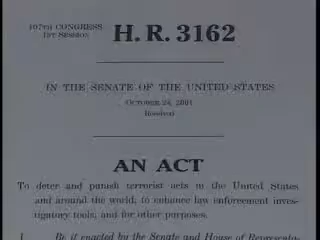 107TH CONGRESS
1ST SESSION
H. R. 3162
IN THE SENATE OF THE UNITED STATES
OCTOBER 24, 2001
Received
AN ACT
To deter and punish terrorist acts in the United States
and around the world, to enhance law enforcement inves-
tigatory tools, and for other purposes.
1 Be it enacted by the Senate and House of Representa-